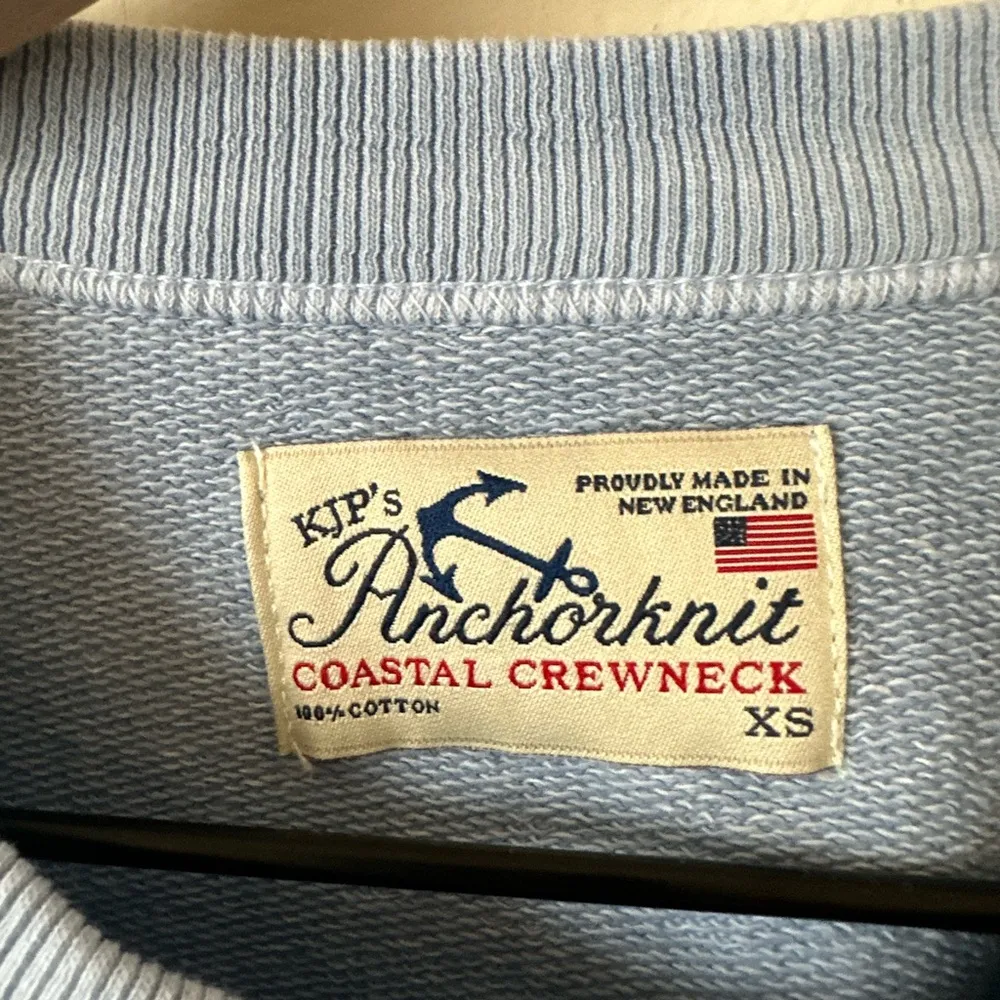 KJP's
PROUDLY MADE IN
NEW ENGLAND
Anchorknit
COASTAL CREWNECK
100% COTTON
XS